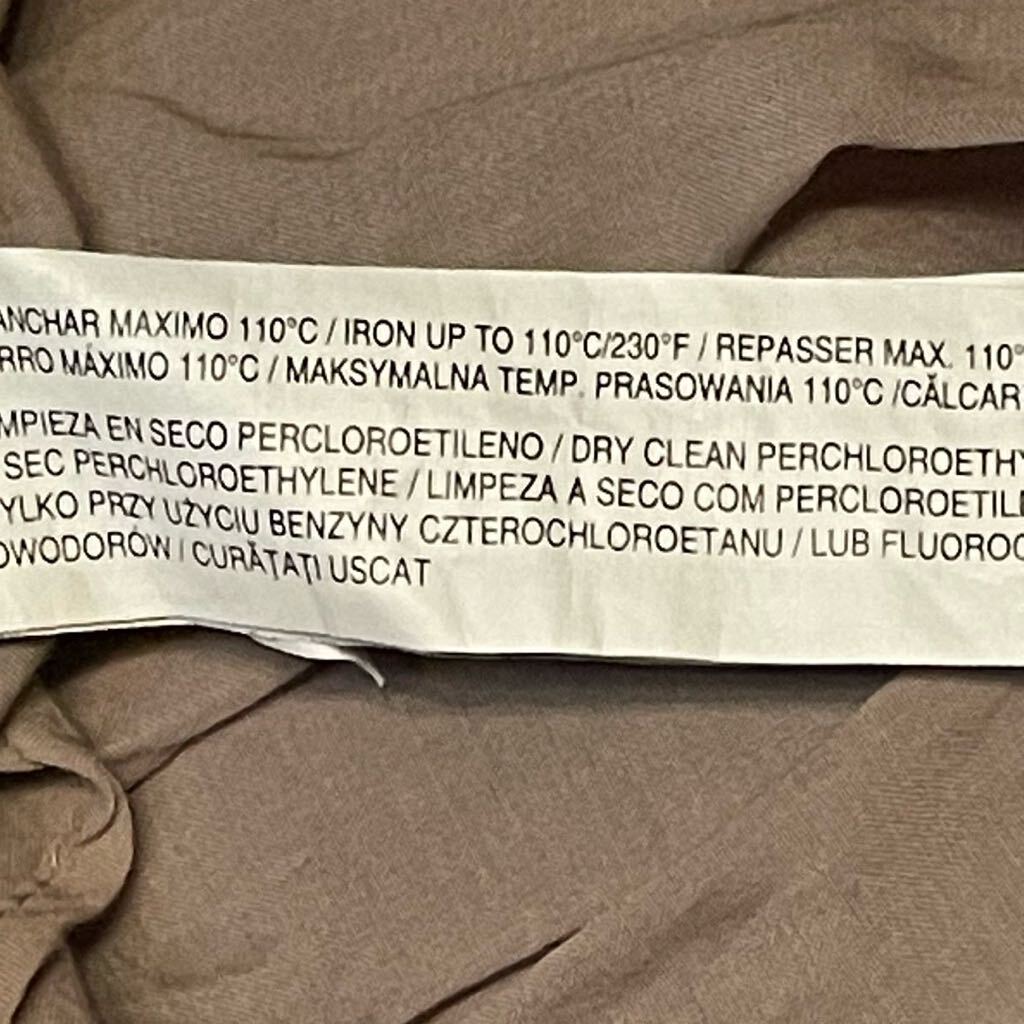 ANCHAR MAXIMO 110°C / IRON UP TO 110°C/230°F / REPASSER MAX. 110°
RRO MÁXIMO 110°C / MAKSYMALNA TEMP. PRASOWANIA 110°C /CĂLCAR
MPIEZA EN SECO PERCLOROETILENO / DRY CLEAN PERCHLOROETHY
SEC PERCHLOROETHYLENE / LIMPEZA A SECO COM PERCLOROETILE
YLKO PRZY UŻYCIU BENZYNY CZTEROCHLOROETANU / LUB FLUOROC
OWODORÓW / CURĂȚAȚI USCAT